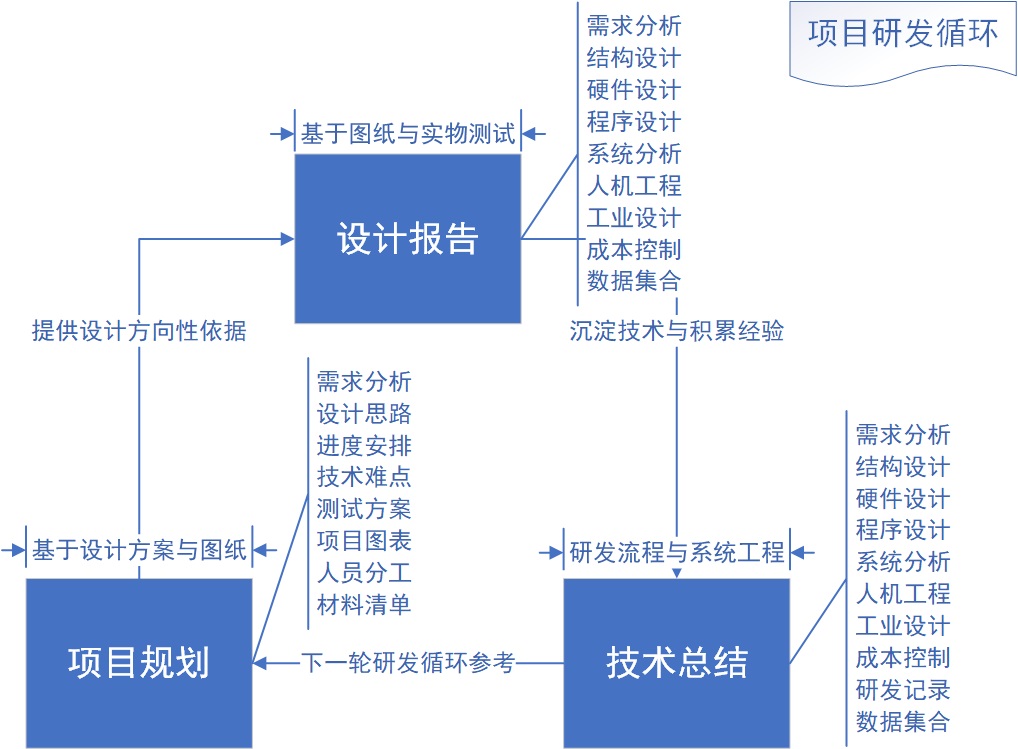 项目研发循环
需求分析
结构设计
硬件设计
程序设计
系统分析
人机工程
工业设计
成本控制
数据集合
基于图纸与实物测试
设计报告
提供设计方向性依据
沉淀技术与积累经验
需求分析
设计思路
进度安排
技术难点
测试方案
项目图表
人员分工
材料清单
基于设计方案与图纸
项目规划
下一轮研发循环参考
研发流程与系统工程
技术总结
需求分析
结构设计
硬件设计
程序设计
系统分析
人机工程
工业设计
成本控制
研发记录
数据集合